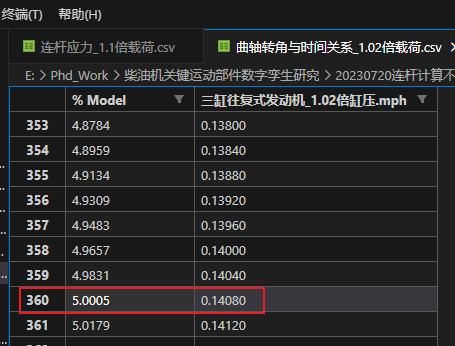 终端(T) 帮助(H)
连杆应力_1.1倍载荷.csv 曲轴转角与时间关系_1.02倍载荷.csv
E: > Phd_Work > 柴油机关键运动部件数字孪生研究 > 20230720连杆计算不
% Model 三缸往复式发动机_1.02倍缸压.mph
353 4.8784 0.13800
354 4.8959 0.13840
355 4.9134 0.13880
356 4.9309 0.13920
357 4.9483 0.13960
358 4.9657 0.14000
359 4.9831 0.14040
360 5.0005 0.14080
361 5.0179 0.14120